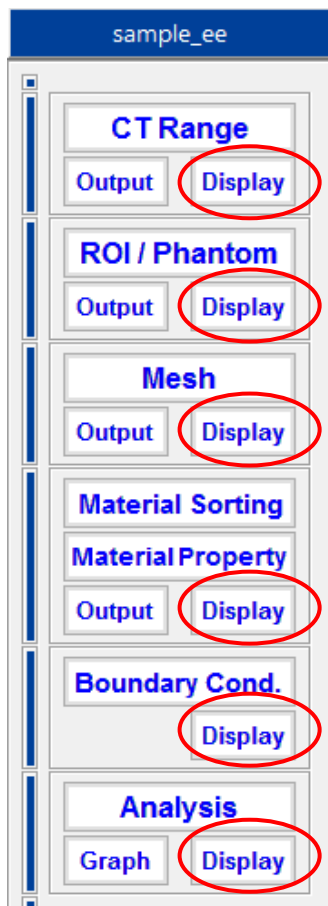 sample_ee
CT Range
Output Display
ROI / Phantom
Output Display
Mesh
Output Display
Material Sorting
Material Property
Output Display
Boundary Cond.
Display
Analysis
Graph Display